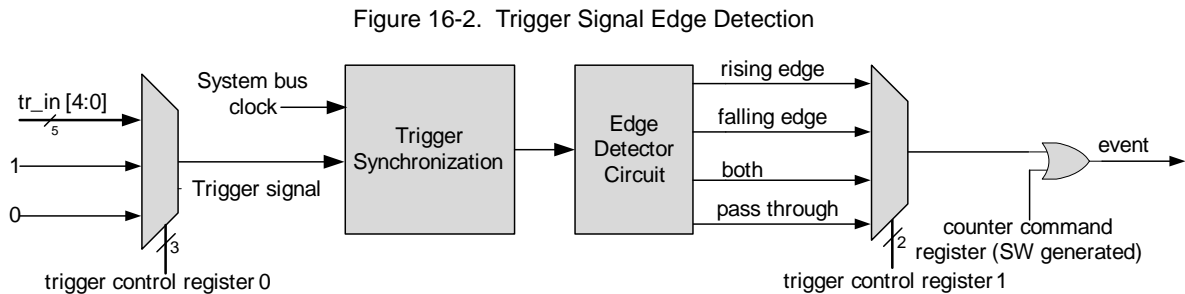 Figure 16-2. Trigger Signal Edge Detection
System bus
clock
tr_in [4:0]
5
1
0
Trigger signal
3
trigger control register 0
Trigger
Synchronization
Edge
Detector
Circuit
rising edge
falling edge
both
pass through
2
trigger control register 1
event
counter command
register (SW generated)